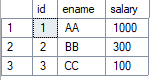 id ename salary
1 1 AA 1000
2 2 BB 300
3 3 CC 100